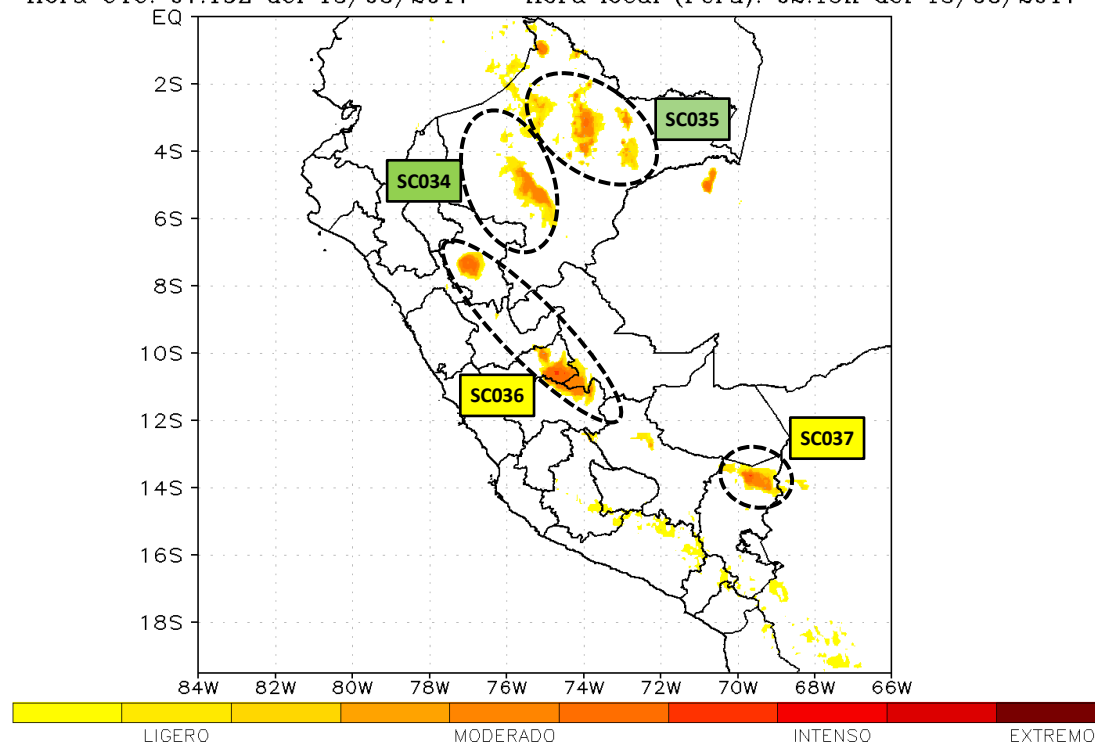 EQ
2S
SC035
4S
SC034
6S
8S
10S
SC036
12S
SC037
14S
16S
18S
84W 82W 80W 78W 76W 74W 72W 70W 68W 66W
LIGERO MODERADO INTENSO EXTREMO